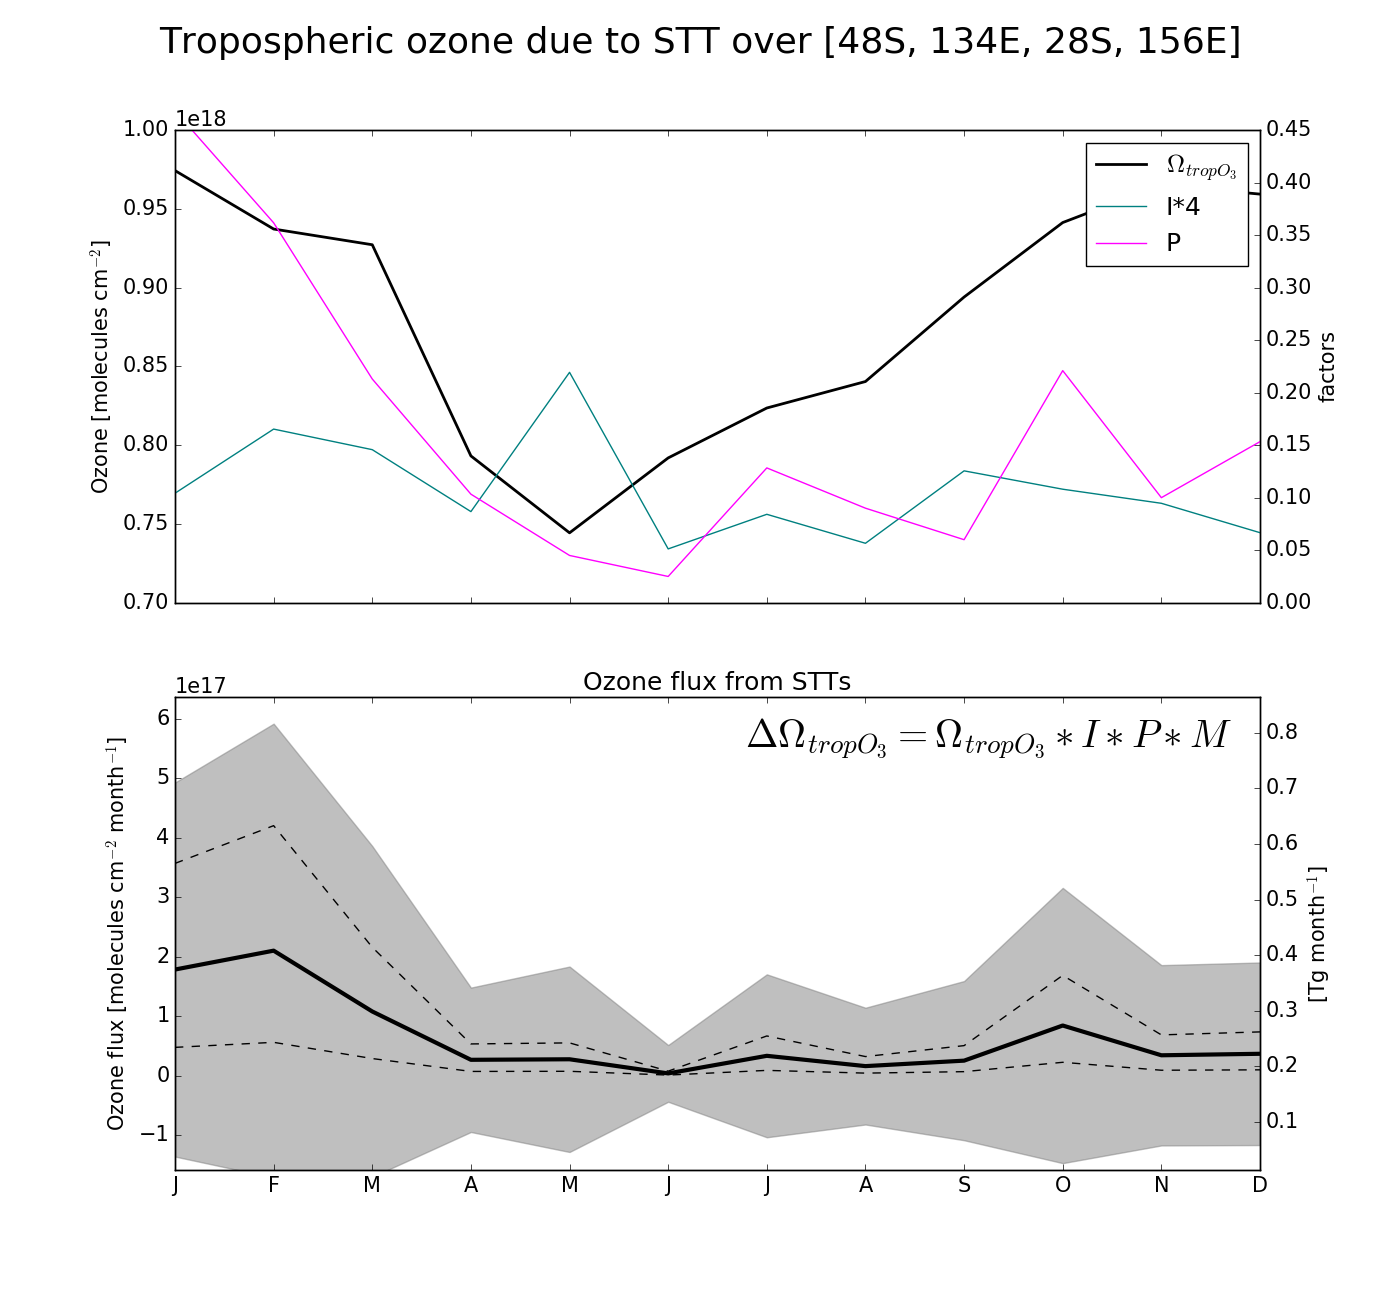 Tropospheric ozone due to STT over [48S, 134E, 28S, 156E]
1e18
1.00
0.95
0.90
0.85
0.80
0.75
0.70
Ozone [molecules cm⁻²]
Ω_tropO₃
I*4
P
0.45
0.40
0.35
0.30
0.25
0.20
0.15
0.10
0.05
0.00
factors
Ozone flux from STTs
1e17
6
5
4
3
2
1
0
−1
Ozone flux [molecules cm⁻² month⁻¹]
ΔΩ_tropO₃ = Ω_tropO₃ ∗ I ∗ P ∗ M
0.8
0.7
0.6
0.5
0.4
0.3
0.2
0.1
[Tg month⁻¹]
J F M A M J J A S O N D